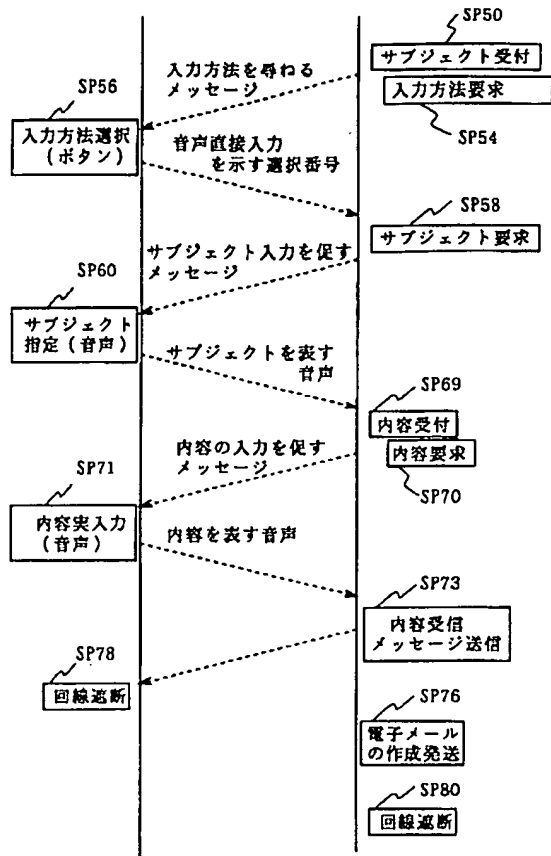 SP50
サブジェクト受付
入力方法を尋ねる
メッセージ
SP56
入力方法要求
SP54
入力方法選択
(ボタン)
音声直接入力
を示す選択番号
SP58
サブジェクト要求
サブジェクト入力を促す
メッセージ
SP60
サブジェクト
指定(音声)
サブジェクトを表す
音声
SP69
内容受付
内容の入力を促す
メッセージ
内容要求
SP70
SP71
内容実入力
(音声)
内容を表す音声
SP73
内容受信
メッセージ送信
SP78
回線遮断
SP76
電子メール
の作成発送
SP80
回線遮断